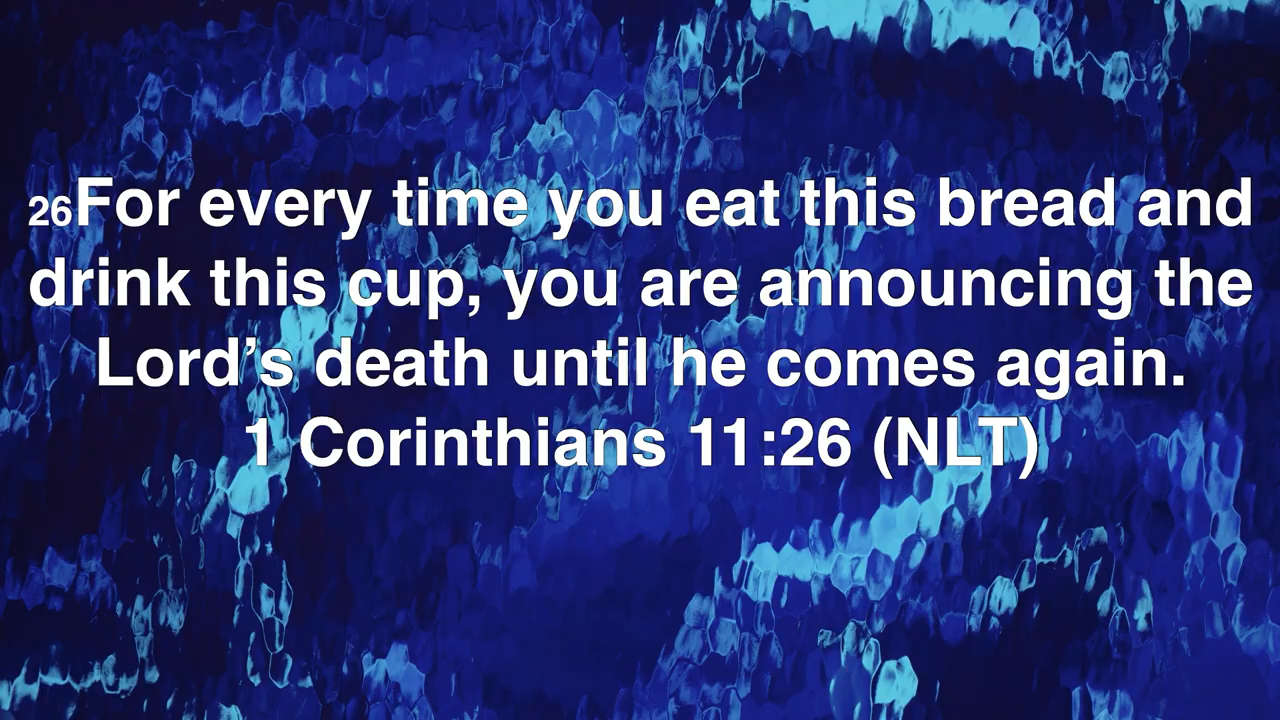 26For every time you eat this bread and
drink this cup, you are announcing the
Lord’s death until he comes again.
1 Corinthians 11:26 (NLT)